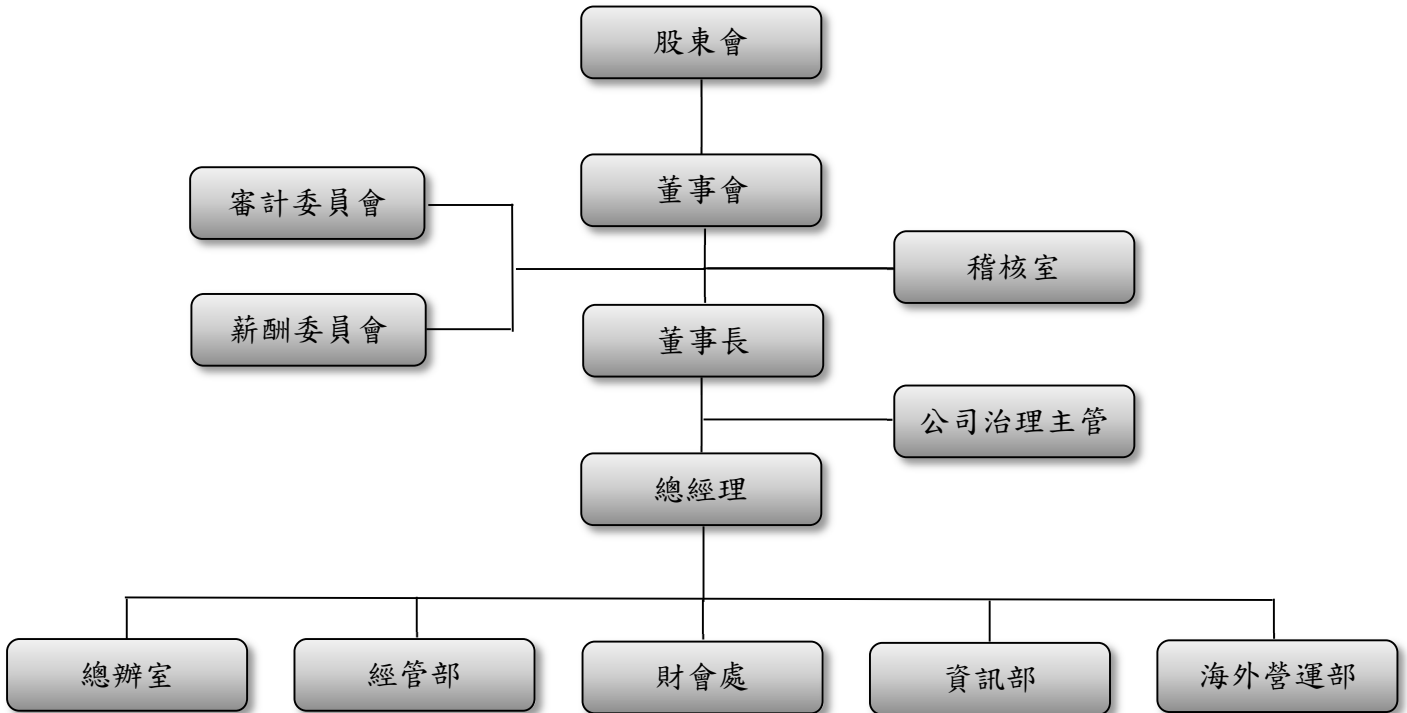 股東會
董事會
審計委員會
稽核室
薪酬委員會
董事長
公司治理主管
總經理
總辦室
經管部
財會處
資訊部
海外營運部